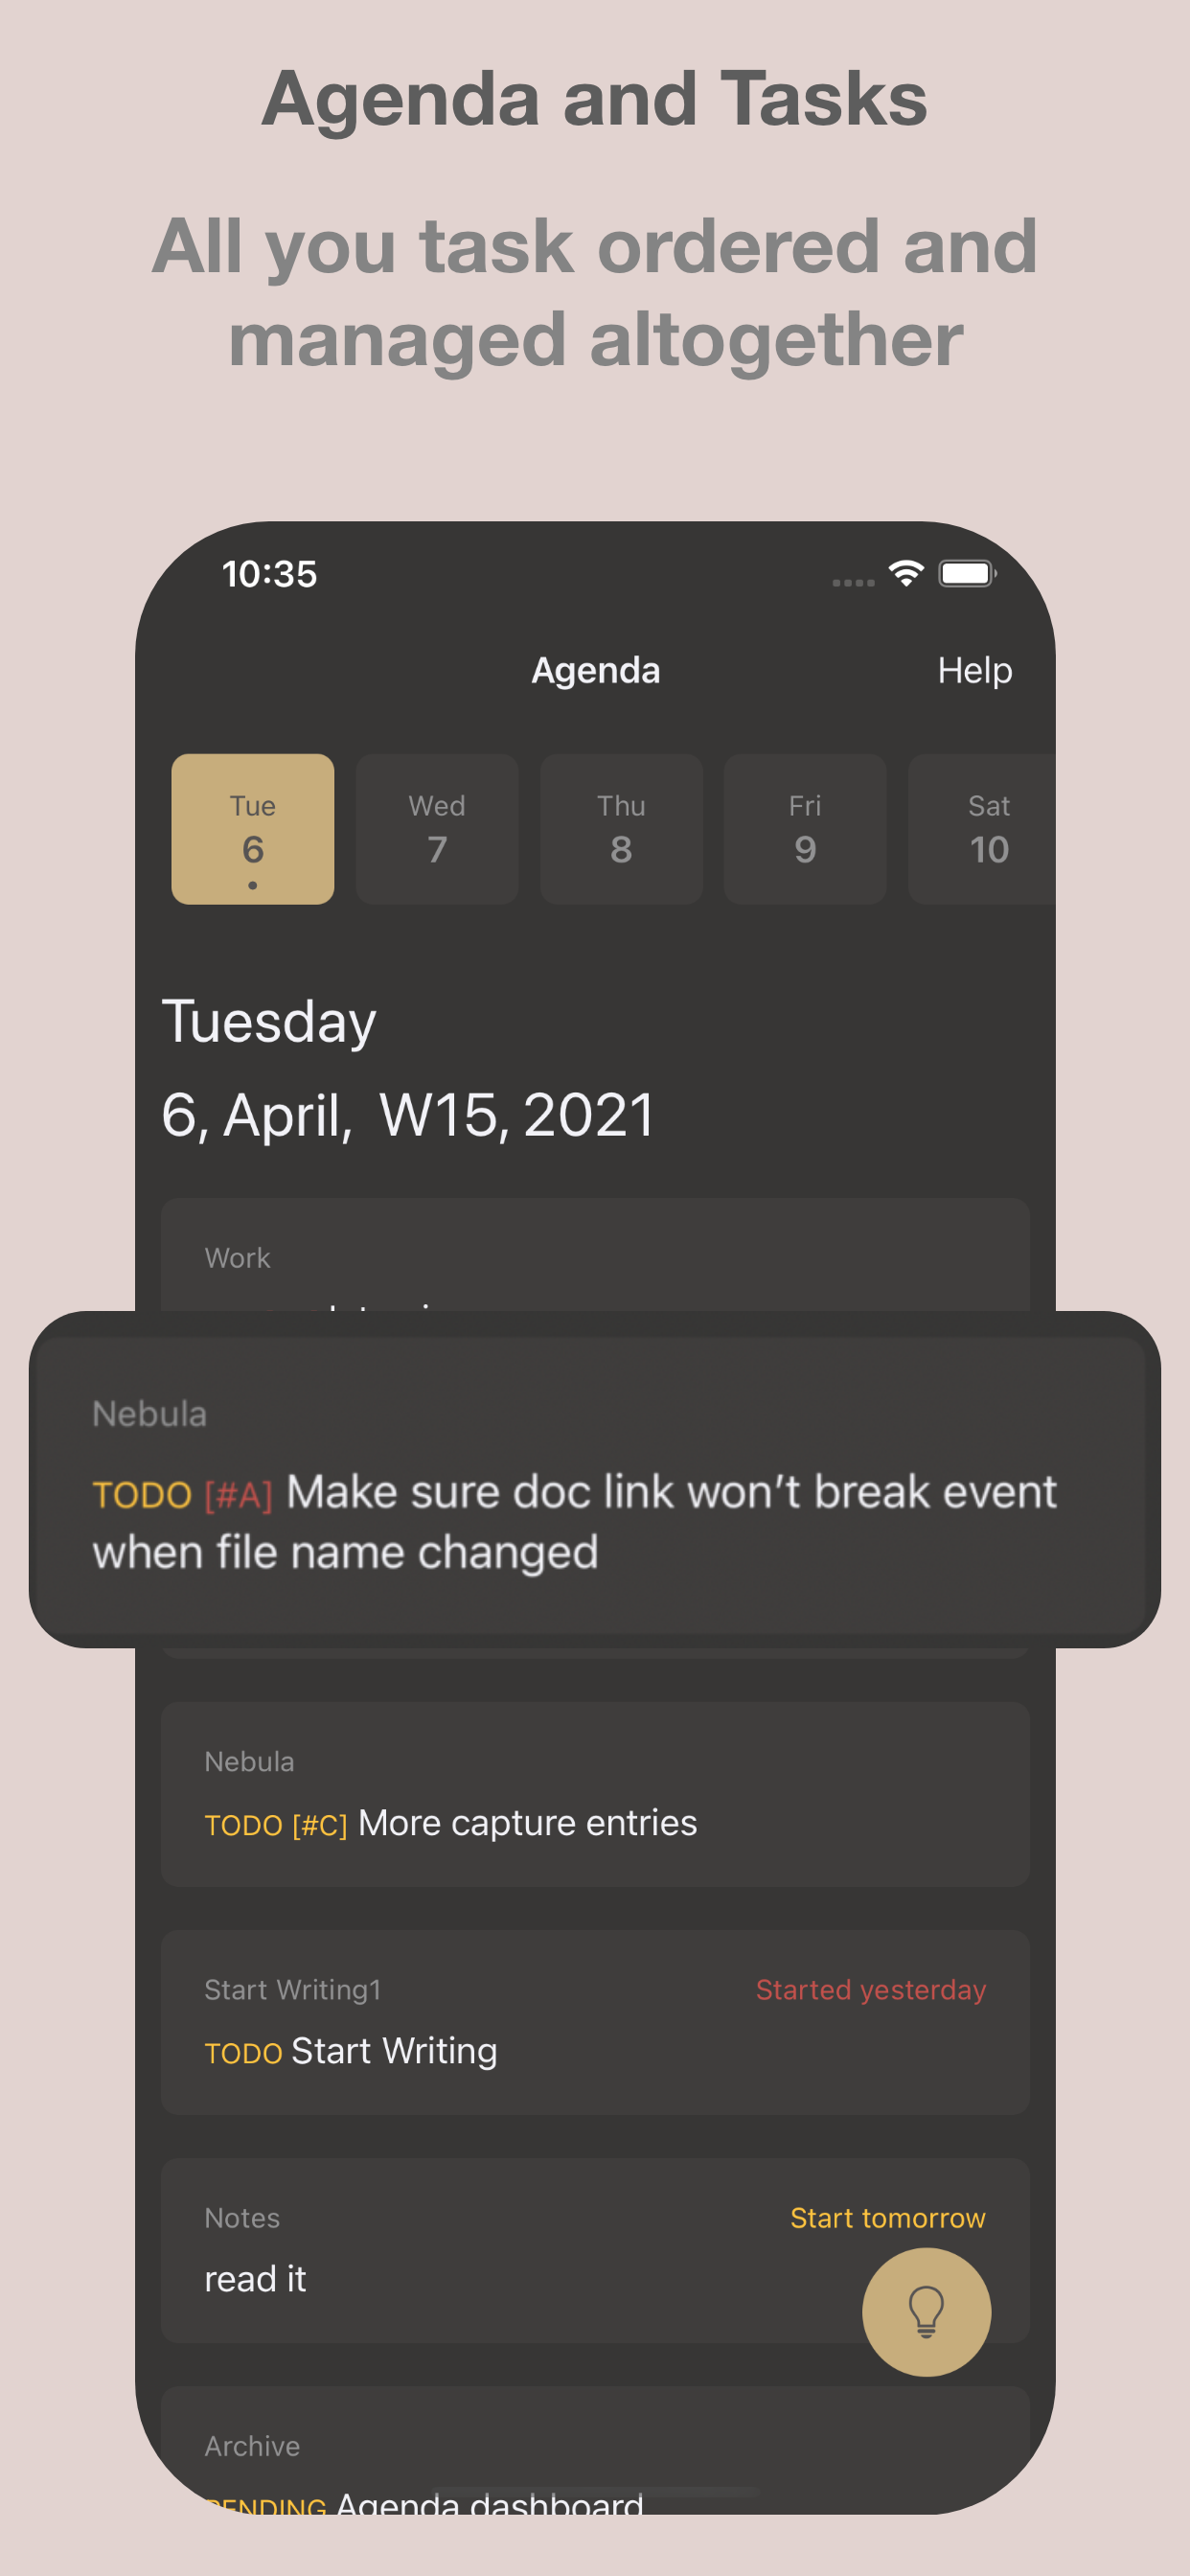 Agenda and Tasks
All you task ordered and
managed altogether
10:35
Agenda
Help
Tue
6
Wed
7
Thu
8
Fri
9
Sat
10
Tuesday
6, April, W15, 2021
Work
Nebula
TODO [#A] Make sure doc link won’t break event
when file name changed
Nebula
TODO [#C] More capture entries
Start Writing1
Started yesterday
TODO Start Writing
Notes
Start tomorrow
read it
Archive
PENDING Agenda dashboard